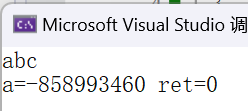 Microsoft Visual Studio 调
abc
a=-858993460 ret=0